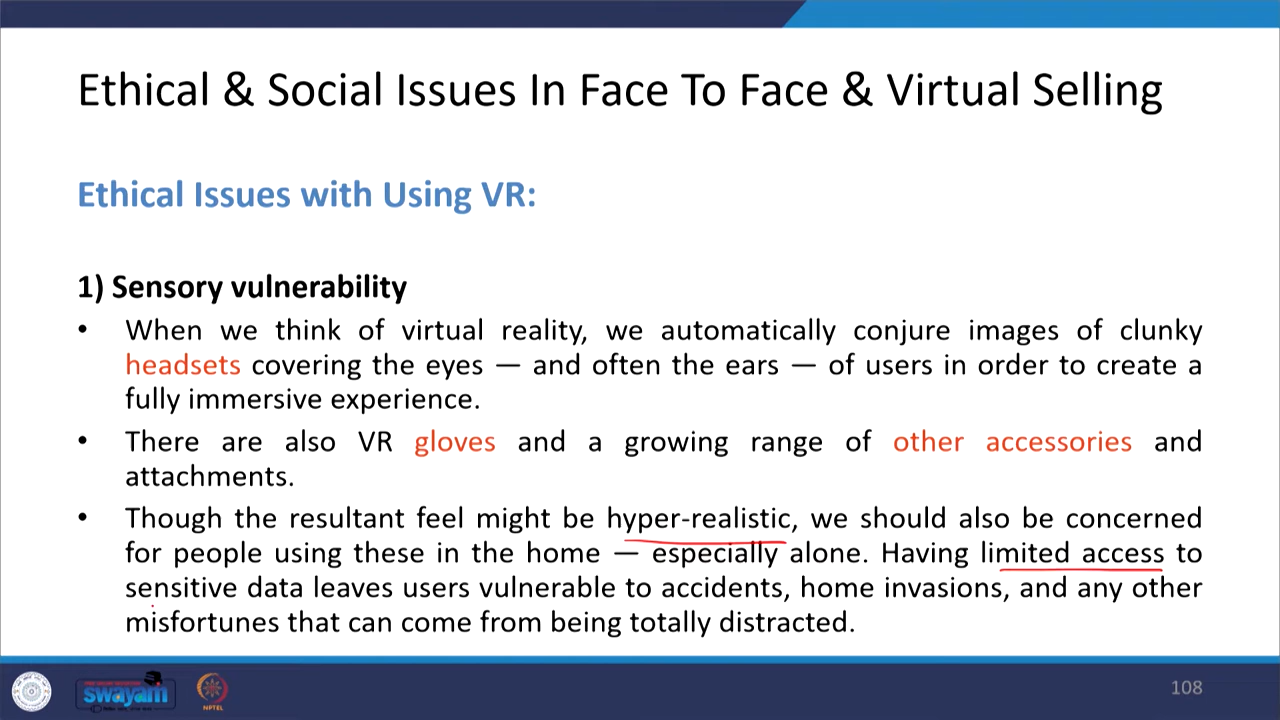 Ethical & Social Issues In Face To Face & Virtual Selling
Ethical Issues with Using VR:
1) Sensory vulnerability
• When we think of virtual reality, we automatically conjure images of clunky
headsets covering the eyes — and often the ears — of users in order to create a
fully immersive experience.
• There are also VR gloves and a growing range of other accessories and
attachments.
• Though the resultant feel might be hyper-realistic, we should also be concerned
for people using these in the home — especially alone. Having limited access to
sensitive data leaves users vulnerable to accidents, home invasions, and any other
misfortunes that can come from being totally distracted.
swayam
NPTEL
108